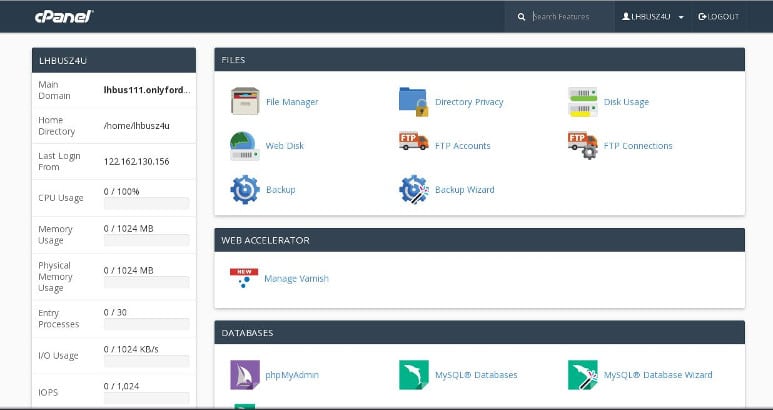 cPanel
Search Features
LHBUSZ4U
LOGOUT
LHBUSZ4U
Main Domain
lhbus111.onlyford...
Home Directory
/home/lhbusz4u
Last Login From
122.162.130.156
CPU Usage
0 / 100%
Memory Usage
0 / 1024 MB
Physical Memory Usage
0 / 1024 MB
Entry Processes
0 / 30
I/O Usage
0 / 1024 KB/s
IOPS
0 / 1,024
FILES
File Manager
Directory Privacy
Disk Usage
Web Disk
FTP
FTP Accounts
FTP
FTP Connections
Backup
Backup Wizard
WEB ACCELERATOR
NEW
Manage Varnish
DATABASES
phpMyAdmin
MySQL® Databases
MySQL® Database Wizard